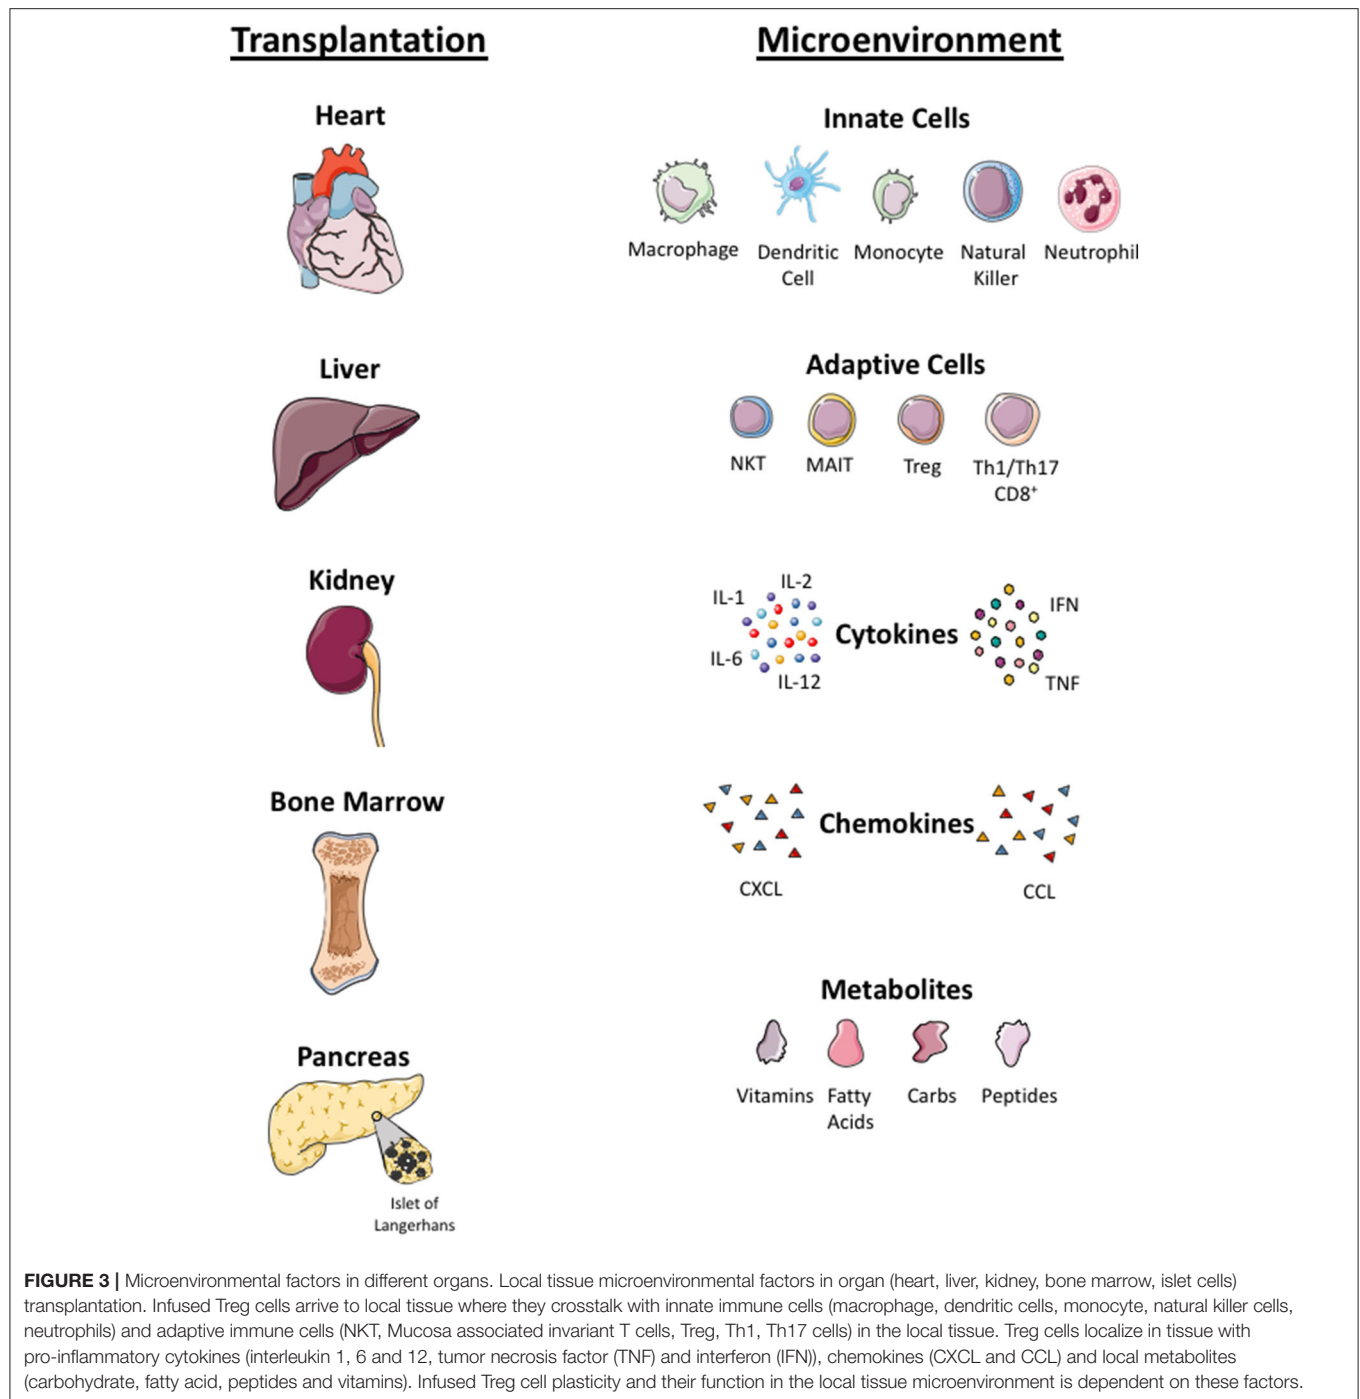 Transplantation
Heart
Liver
Kidney
Bone Marrow
Pancreas
Islet of
Langerhans
Microenvironment
Innate Cells
Macrophage
Dendritic
Cell
Monocyte
Natural
Killer
Neutrophil
Adaptive Cells
NKT
MAIT
Treg
Th1/Th17
CD8⁺
IL-1
IL-2
IL-6
IL-12
Cytokines
IFN
TNF
Chemokines
CXCL
CCL
Metabolites
Vitamins
Fatty
Acids
Carbs
Peptides
FIGURE 3 | Microenvironmental factors in different organs. Local tissue microenvironmental factors in organ (heart, liver, kidney, bone marrow, islet cells)
transplantation. Infused Treg cells arrive to local tissue where they crosstalk with innate immune cells (macrophage, dendritic cells, monocyte, natural killer cells,
neutrophils) and adaptive immune cells (NKT, Mucosa associated invariant T cells, Treg, Th1, Th17 cells) in the local tissue. Treg cells localize in tissue with
pro-inflammatory cytokines (interleukin 1, 6 and 12, tumor necrosis factor (TNF) and interferon (IFN)), chemokines (CXCL and CCL) and local metabolites
(carbohydrate, fatty acid, peptides and vitamins). Infused Treg cell plasticity and their function in the local tissue microenvironment is dependent on these factors.